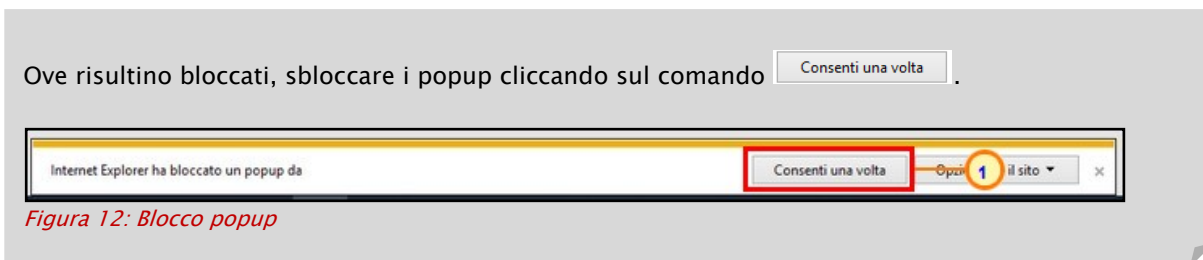 Ove risultino bloccati, sbloccare i popup cliccando sul comando Consenti una volta .
Internet Explorer ha bloccato un popup da Consenti una volta 1 il sito
Figura 12: Blocco popup